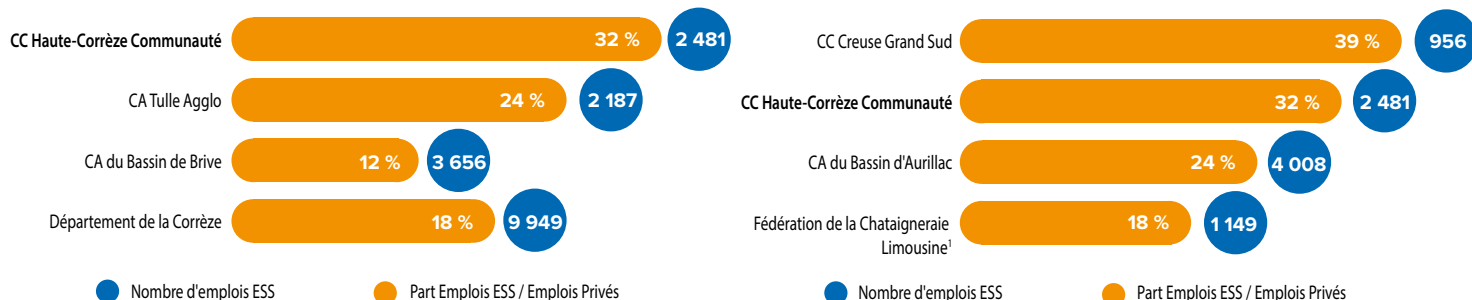 CC Haute-Corrèze Communauté 32 % 2 481
CA Tulle Agglo 24 % 2 187
CA du Bassin de Brive 12 % 3 656
Département de la Corrèze 18 % 9 949
Nombre d'emplois ESS Part Emplois ESS / Emplois Privés
CC Creuse Grand Sud 39 % 956
CC Haute-Corrèze Communauté 32 % 2 481
CA du Bassin d'Aurillac 24 % 4 008
Fédération de la Chataigneraie 18 % 1 149
Limousine¹
Nombre d'emplois ESS Part Emplois ESS / Emplois Privés